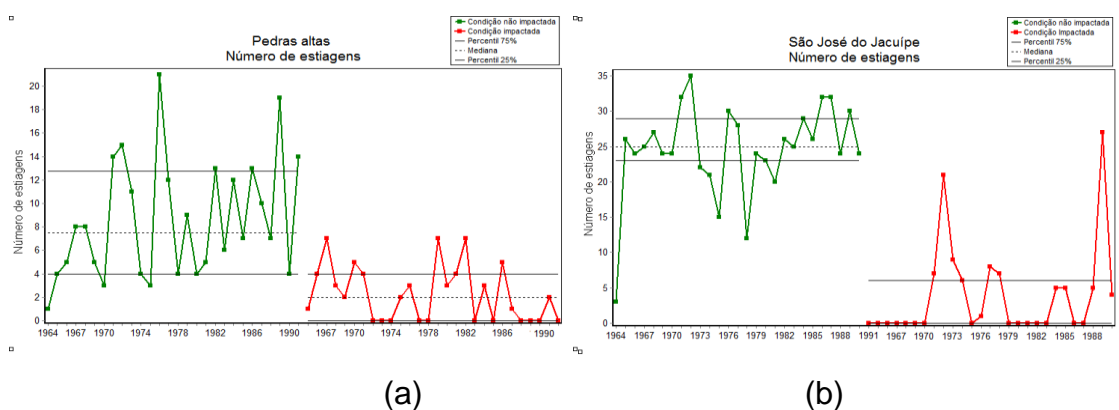 Pedras altas
Número de estiagens
Condição não impactada
Condição impactada
Percentil 75%
Mediana
Percentil 25%
Número de estiagens
20
18
16
14
12
10
8
6
4
2
0
1964 1967 1970 1974 1978 1982 1986 1990 1967 1970 1974 1978 1982 1986 1990
(a)
São José do Jacuípe
Número de estiagens
Condição não impactada
Condição impactada
Percentil 75%
Mediana
Percentil 25%
Número de estiagens
35
30
25
20
15
10
5
0
1964 1967 1970 1973 1976 1979 1982 1985 1988 1991 1967 1970 1973 1976 1979 1982 1985 1988
(b)